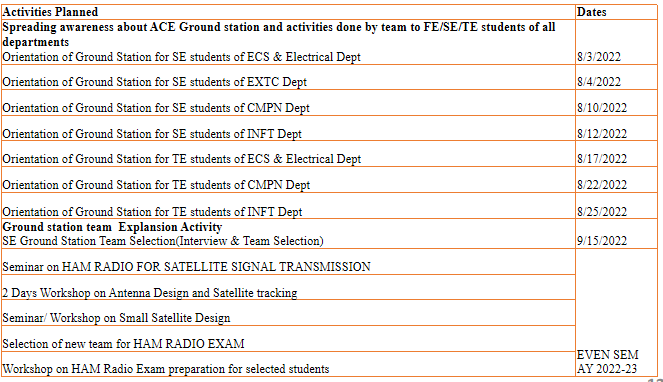 Activities Planned Dates
Spreading awareness about ACE Ground station and activities done by team to FE/SE/TE students of all
departments
Orientation of Ground Station for SE students of ECS & Electrical Dept 8/3/2022
Orientation of Ground Station for SE students of EXTC Dept 8/4/2022
Orientation of Ground Station for SE students of CMPN Dept 8/10/2022
Orientation of Ground Station for SE students of INFT Dept 8/12/2022
Orientation of Ground Station for TE students of ECS & Electrical Dept 8/17/2022
Orientation of Ground Station for TE students of CMPN Dept 8/22/2022
Orientation of Ground Station for TE students of INFT Dept 8/25/2022
Ground station team Explansion Activity
SE Ground Station Team Selection(Interview & Team Selection) 9/15/2022
Seminar on HAM RADIO FOR SATELLITE SIGNAL TRANSMISSION
2 Days Workshop on Antenna Design and Satellite tracking
Seminar/ Workshop on Small Satellite Design
Selection of new team for HAM RADIO EXAM
Workshop on HAM Radio Exam preparation for selected students
EVEN SEM
AY 2022-23